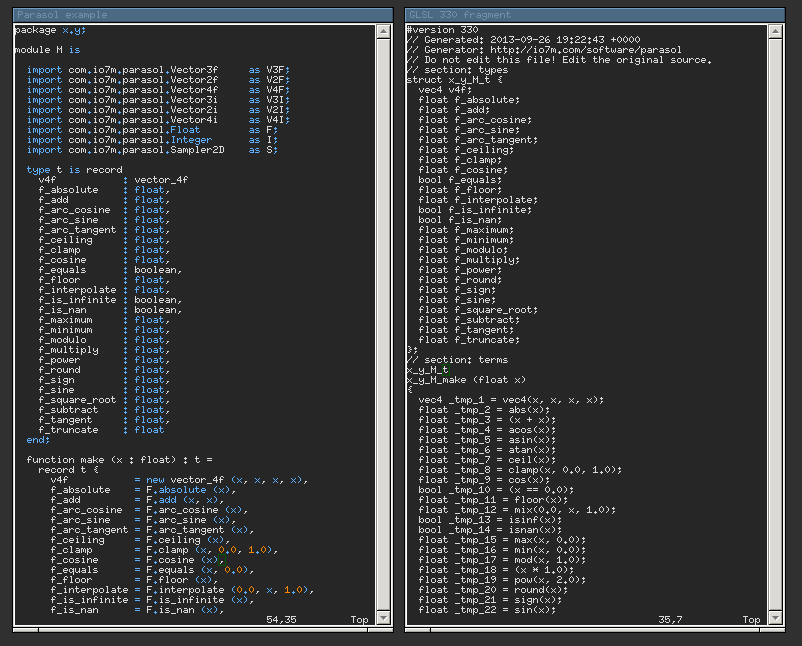 Parasol example
package x.y;
module M is
import com.io7m.parasol.Vector3f as V3F;
import com.io7m.parasol.Vector2f as V2F;
import com.io7m.parasol.Vector4f as V4F;
import com.io7m.parasol.Vector3i as V3I;
import com.io7m.parasol.Vector2i as V2I;
import com.io7m.parasol.Vector4i as V4I;
import com.io7m.parasol.Float as F;
import com.io7m.parasol.Integer as I;
import com.io7m.parasol.Sampler2D as S;
type t is record
v4f : vector_4f
f_absolute : float,
f_add : float,
f_arc_cosine : float,
f_arc_sine : float,
f_arc_tangent : float,
f_ceiling : float,
f_clamp : float,
f_cosine : float,
f_equals : boolean,
f_floor : float,
f_interpolate : float,
f_is_infinite : boolean,
f_is_nan : boolean,
f_maximum : float,
f_minimum : float,
f_modulo : float,
f_multiply : float,
f_power : float,
f_round : float,
f_sign : float,
f_sine : float,
f_square_root : float,
f_subtract : float,
f_tangent : float,
f_truncate : float
end;
function make (x : float) : t =
record t {
v4f = new vector_4f (x, x, x, x),
f_absolute = F.absolute (x),
f_add = F.add (x, x),
f_arc_cosine = F.arc_cosine (x),
f_arc_sine = F.arc_sine (x),
f_arc_tangent = F.arc_tangent (x),
f_ceiling = F.ceiling (x),
f_clamp = F.clamp (x, 0.0, 1.0),
f_cosine = F.cosine (x),
f_equals = F.equals (x, 0.0),
f_floor = F.floor (x),
f_interpolate = F.interpolate (0.0, x, 1.0),
f_is_infinite = F.is_infinite (x),
f_is_nan = F.is_nan (x),
54,35 Top
GLSL 330 fragment
#version 330
// Generated: 2013-09-26 19:22:43 +0000
// Generator: http://io7m.com/software/parasol
// Do not edit this file! Edit the original source.
// section: types
struct x_y_M_t {
vec4 v4f;
float f_absolute;
float f_add;
float f_arc_cosine;
float f_arc_sine;
float f_arc_tangent;
float f_ceiling;
float f_clamp;
float f_cosine;
bool f_equals;
float f_floor;
float f_interpolate;
bool f_is_infinite;
bool f_is_nan;
float f_maximum;
float f_minimum;
float f_modulo;
float f_multiply;
float f_power;
float f_round;
float f_sign;
float f_sine;
float f_square_root;
float f_subtract;
float f_tangent;
float f_truncate;
};
// section: terms
x_y_M_t
x_y_M_make (float x)
{
vec4 _tmp_1 = vec4(x, x, x, x);
float _tmp_2 = abs(x);
float _tmp_3 = (x + x);
float _tmp_4 = acos(x);
float _tmp_5 = asin(x);
float _tmp_6 = atan(x);
float _tmp_7 = ceil(x);
float _tmp_8 = clamp(x, 0.0, 1.0);
float _tmp_9 = cos(x);
bool _tmp_10 = (x == 0.0);
float _tmp_11 = floor(x);
float _tmp_12 = mix(0.0, x, 1.0);
bool _tmp_13 = isinf(x);
bool _tmp_14 = isnan(x);
float _tmp_15 = max(x, 0.0);
float _tmp_16 = min(x, 0.0);
float _tmp_17 = mod(x, 1.0);
float _tmp_18 = (x * 1.0);
float _tmp_19 = pow(x, 2.0);
float _tmp_20 = round(x);
float _tmp_21 = sign(x);
float _tmp_22 = sin(x);
35,7 Top